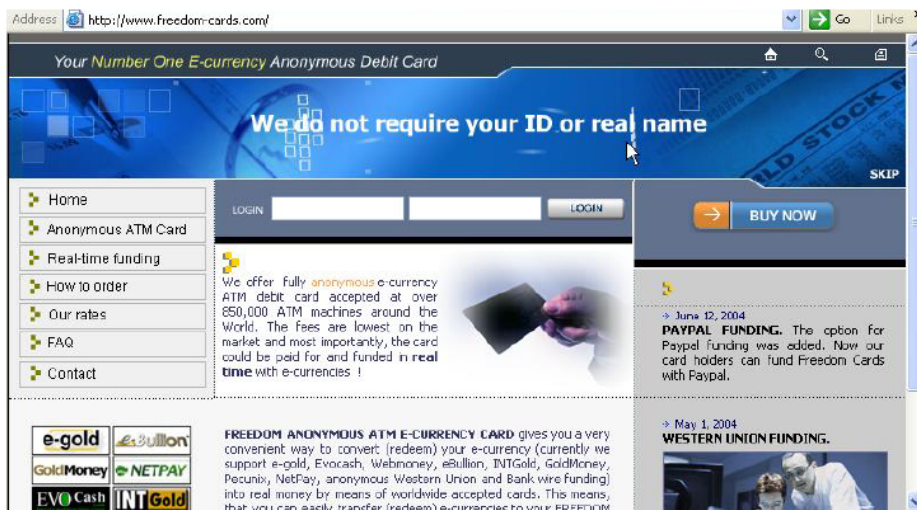 Address http://www.freedom-cards.com/ Go Links
Your Number One E-currency Anonymous Debit Card
We do not require your ID or real name
WORLD STOCK M
SKIP
Home
Anonymous ATM Card
Real-time funding
How to order
Our rates
FAQ
Contact
LOGIN LOGIN
BUY NOW
We offer fully anonymous e-currency
ATM debit card accepted at over
850,000 ATM machines around the
World. The fees are lowest on the
market and most importantly, the card
could be paid for and funded in real
time with e-currencies !
June 12, 2004
PAYPAL FUNDING. The option for
Paypal funding was added. Now our
card holders can fund Freedom Cards
with Paypal.
May 1, 2004
WESTERN UNION FUNDING.
e-gold e-Bullion
GoldMoney NETPAY
EVO Cash INT Gold
FREEDOM ANONYMOUS ATM E-CURRENCY CARD gives you a very
convenient way to convert (redeem) your e-currency (currently we
support e-gold, Evocash, Webmoney, eBullion, INTGold, GoldMoney,
Pecunix, NetPay, anonymous Western Union and Bank wire funding)
into real money by means of worldwide accepted cards. This means,
that you can easily transfer (redeem) e-currencies to your FREEDOM